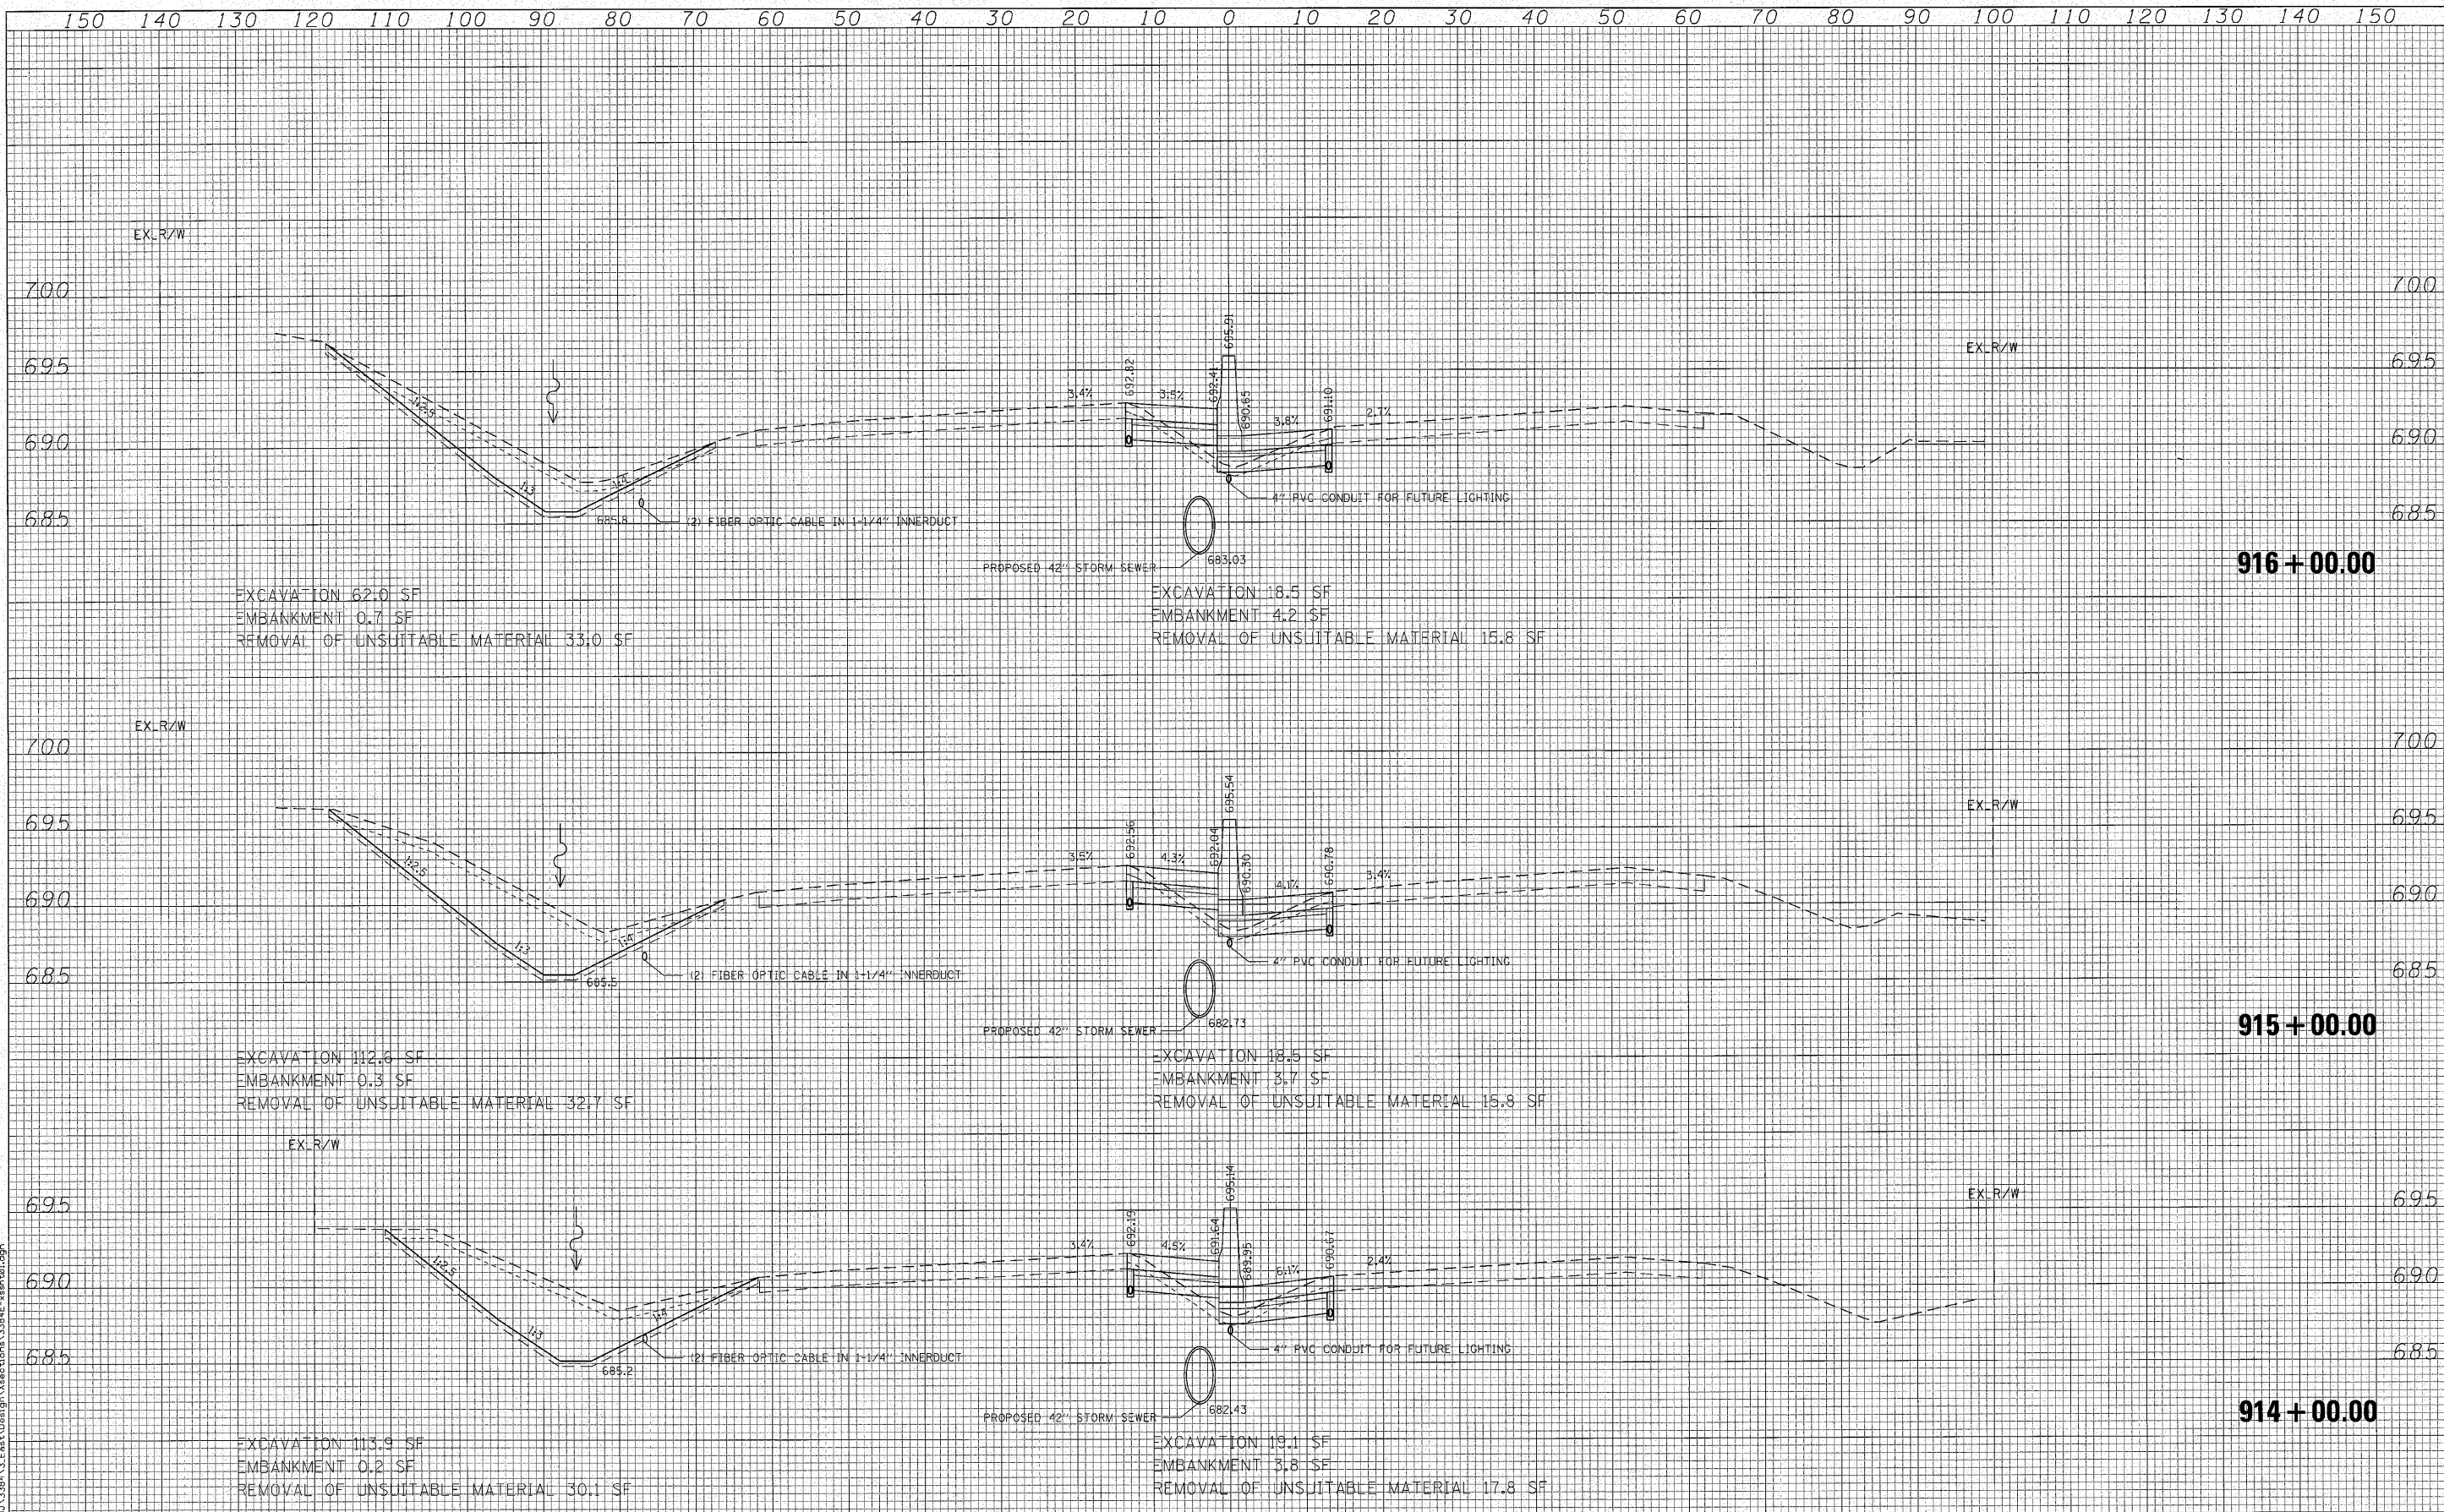 150 140 130 120 110 100 90 80 70 60 50 40 30 20 10 0 10 20 30 40 50 60 70 80 90 100 110 120 130 140 150
EX_R/W
700 700
695.91
EX_R/W
695 695
692.82
692.41
3.4% 3.5%
690.65
691.10
1:2.5
3.8% 2.7%
690 690
1:3 1:4
685 685
685.8
(2) FIBER OPTIC CABLE IN 1-1/4" INNERDUCT
4" PVC CONDUIT FOR FUTURE LIGHTING
683.03
PROPOSED 42" STORM SEWER
916+00.00
EXCAVATION 62.0 SF
EMBANKMENT 0.7 SF
REMOVAL OF UNSUITABLE MATERIAL 33.0 SF
EXCAVATION 18.5 SF
EMBANKMENT 4.2 SF
REMOVAL OF UNSUITABLE MATERIAL 15.8 SF
EX_R/W
700 700
695.54
EX_R/W
695 695
692.56
692.04
3.5% 4.3%
690.30
690.78
1:2.5
4.1% 3.4%
690 690
1:3 1:4
685 685
685.5
(2) FIBER OPTIC CABLE IN 1-1/4" INNERDUCT
4" PVC CONDUIT FOR FUTURE LIGHTING
682.73
PROPOSED 42" STORM SEWER
915+00.00
EXCAVATION 112.6 SF
EMBANKMENT 0.3 SF
REMOVAL OF UNSUITABLE MATERIAL 32.7 SF
EXCAVATION 18.5 SF
EMBANKMENT 3.7 SF
REMOVAL OF UNSUITABLE MATERIAL 15.8 SF
EX_R/W
695.14
EX_R/W
695 695
692.19
691.64
3.4% 4.5%
689.95
690.67
1:2.5
6.1% 2.4%
690 690
1:3 1:4
685 685
685.2
(2) FIBER OPTIC CABLE IN 1-1/4" INNERDUCT
4" PVC CONDUIT FOR FUTURE LIGHTING
682.43
PROPOSED 42" STORM SEWER
914+00.00
EXCAVATION 113.9 SF
EMBANKMENT 0.2 SF
REMOVAL OF UNSUITABLE MATERIAL 30.1 SF
EXCAVATION 19.1 SF
EMBANKMENT 3.8 SF
REMOVAL OF UNSUITABLE MATERIAL 17.8 SF